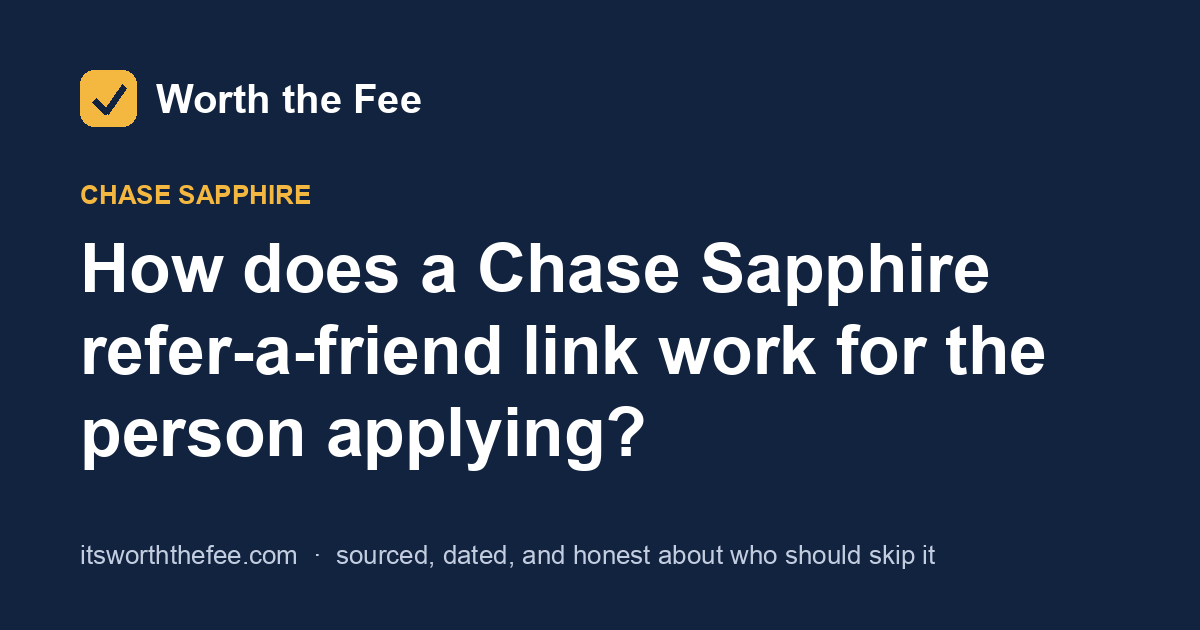 Worth the Fee
CHASE SAPPHIRE
How does a Chase Sapphire
refer-a-friend link work for the
person applying?
itsworththefee.com · sourced, dated, and honest about who should skip it